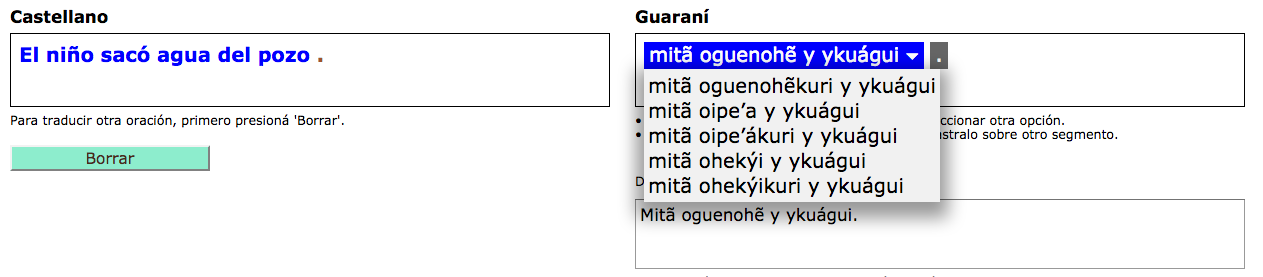 Castellano
El niño sacó agua del pozo .
Para traducir otra oración, primero presioná 'Borrar'.
Borrar
Guaraní
mitã oguenohẽ y ykuágui .
mitã oguenohẽkuri y ykuágui
mitã oipe’a y ykuágui
mitã oipe’ákuri y ykuágui
mitã ohekýi y ykuágui
mitã ohekýikuri y ykuágui
ccionar otra opción.
stralo sobre otro segmento.
D
Mitã oguenohẽ y ykuágui.